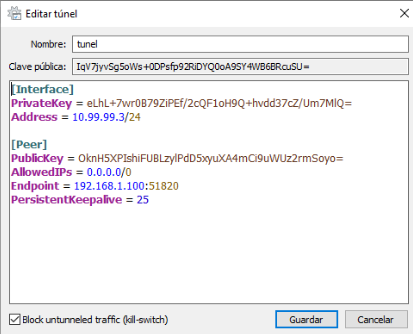 Editar túnel
Nombre: tunel
Clave pública: IqV7jyvSg5oWs+0DPsfp92RiDYQ0oA9SY4WB6BRcuSU=
[Interface]
PrivateKey = eLhL+7wr0B79ZiPEf/2cQF1oH9Q+hvdd37cZ/Um7MlQ=
Address = 10.99.99.3/24
[Peer]
PublicKey = OknH5XPIshiFUBLzylPdD5xyuXA4mCi9uWUz2rmSoyo=
AllowedIPs = 0.0.0.0/0
Endpoint = 192.168.1.100:51820
PersistentKeepalive = 25
Block untunneled traffic (kill-switch)
Guardar
Cancelar